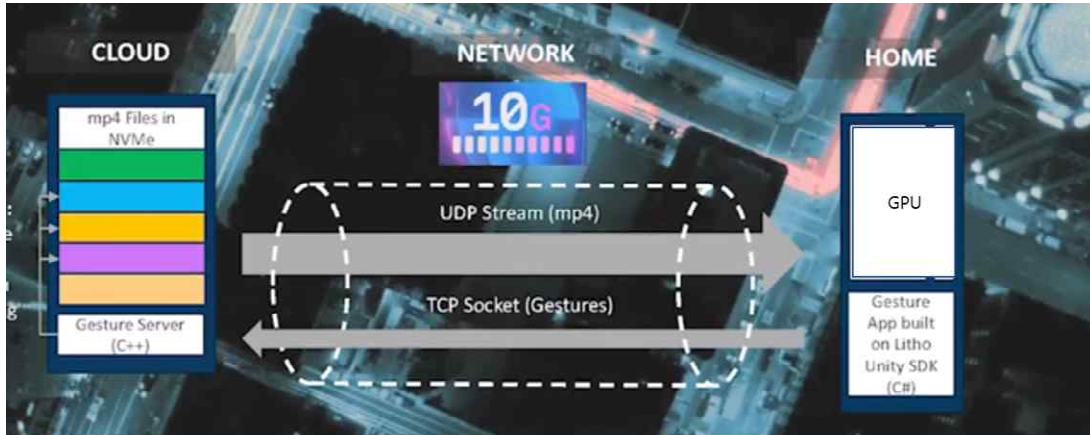 CLOUD
NETWORK
HOME
mp4 Files in
NVMe
10G
UDP Stream (mp4)
GPU
TCP Socket (Gestures)
Gesture Server
(C++)
Gesture
App built
on Litho
Unity SDK
(C#)